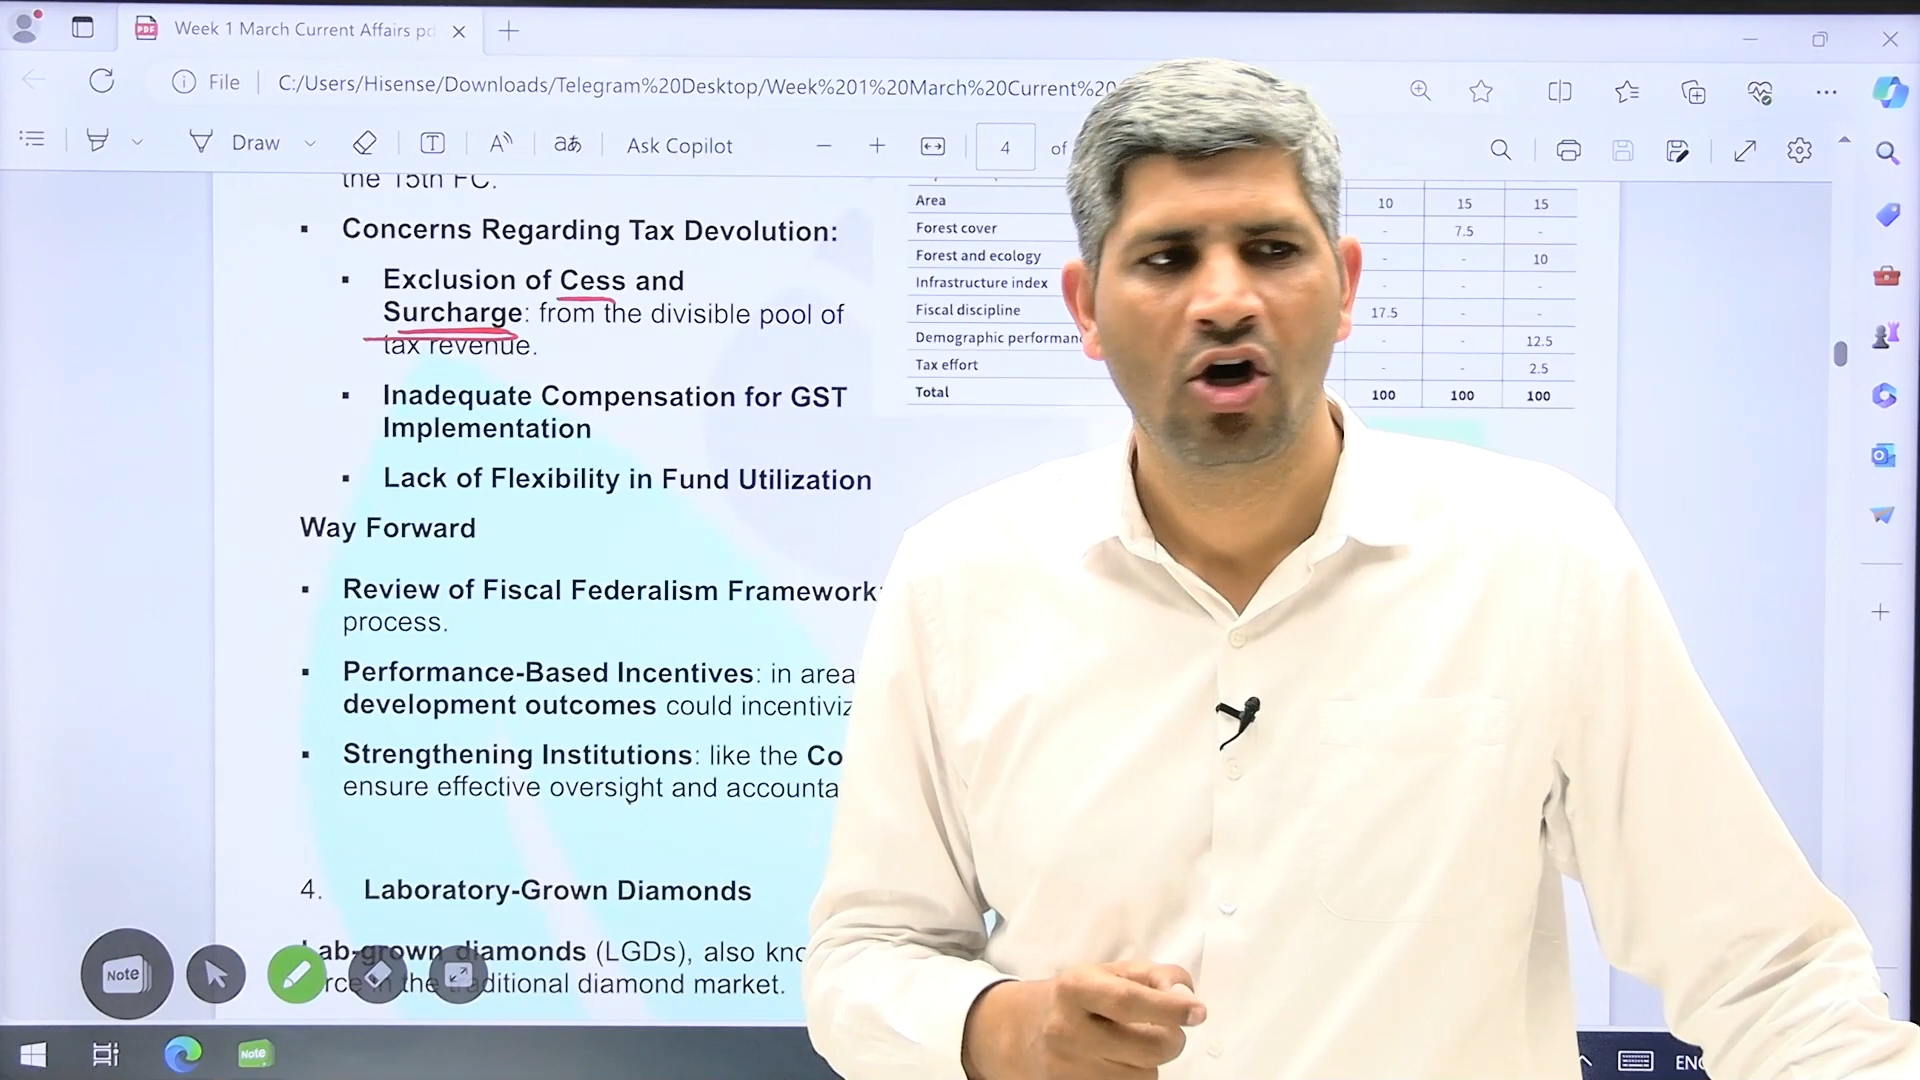 Week 1 March Current Affairs pd
File
C:/Users/Hisense/Downloads/Telegram%20Desktop/Week%201%20March%20Current%20
Draw
aあ
Ask Copilot
4
of
the 15th FC.
▪ Concerns Regarding Tax Devolution:
▪ Exclusion of Cess and
Surcharge: from the divisible pool of
tax revenue.
▪ Inadequate Compensation for GST
Implementation
▪ Lack of Flexibility in Fund Utilization
Way Forward
▪ Review of Fiscal Federalism Framework:
process.
▪ Performance-Based Incentives: in area
development outcomes could incentiviz
▪ Strengthening Institutions: like the Co
ensure effective oversight and accounta
4. Laboratory-Grown Diamonds
Lab-grown diamonds (LGDs), also kno
the traditional diamond market.
Area 10 15 15
Forest cover - 7.5 -
Forest and ecology - - 10
Infrastructure index - - -
Fiscal discipline 17.5 - -
Demographic performan - - 12.5
Tax effort - - 2.5
Total 100 100 100
Note
Note
ENG